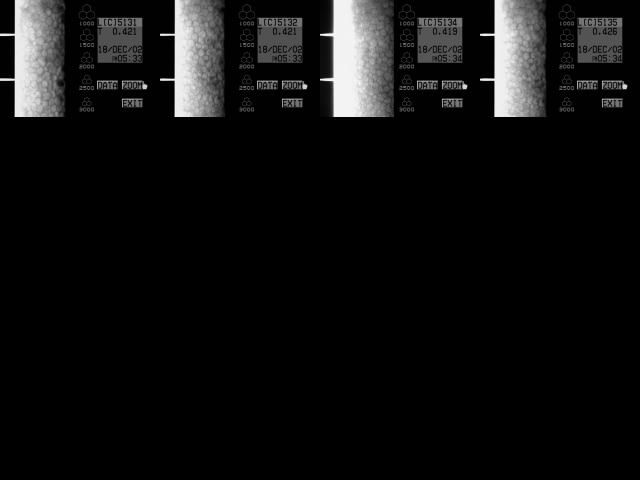 L(C)5131
T 0.421
18/DEC/02
PM05:33
1000
1500
2000
2500
3000
DATA ZOOM
EXIT
L(C)5132
T 0.421
18/DEC/02
PM05:33
1000
1500
2000
2500
3000
DATA ZOOM
EXIT
L(C)5134
T 0.419
18/DEC/02
PM05:34
1000
1500
2000
2500
3000
DATA ZOOM
EXIT
L(C)5135
T 0.426
18/DEC/02
PM05:34
1000
1500
2000
2500
3000
DATA ZOOM
EXIT